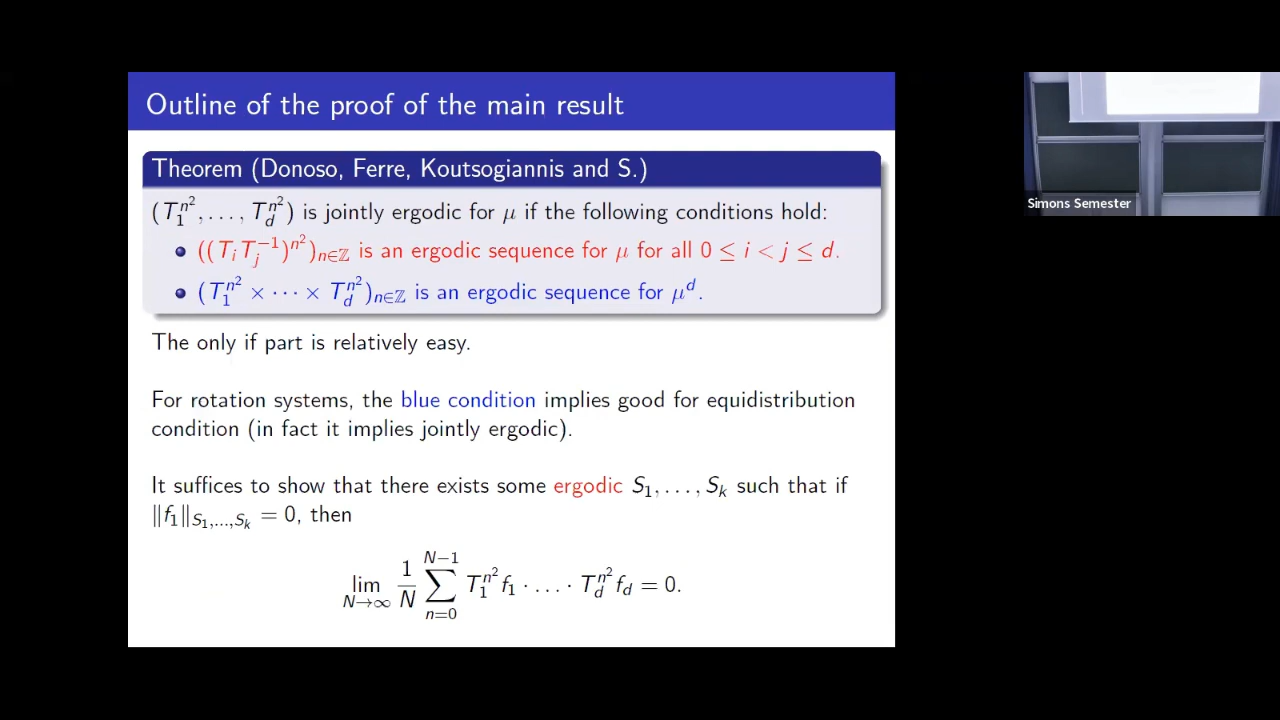 Outline of the proof of the main result
Theorem (Donoso, Ferre, Koutsogiannis and S.)
(T_1^{n^2}, . . . , T_d^{n^2}) is jointly ergodic for μ if the following conditions hold:
((T_i T_j^{-1})^{n^2})_{n∈ℤ} is an ergodic sequence for μ for all 0 ≤ i < j ≤ d.
(T_1^{n^2} × · · · × T_d^{n^2})_{n∈ℤ} is an ergodic sequence for μ^d.
The only if part is relatively easy.
For rotation systems, the blue condition implies good for equidistribution
condition (in fact it implies jointly ergodic).
It suffices to show that there exists some ergodic S_1, . . . , S_k such that if
‖f_1‖_{S_1,...,S_k} = 0, then
lim_{N→∞} \frac{1}{N} \sum_{n=0}^{N−1} T_1^{n^2} f_1 · . . . · T_d^{n^2} f_d = 0.
Simons Semester